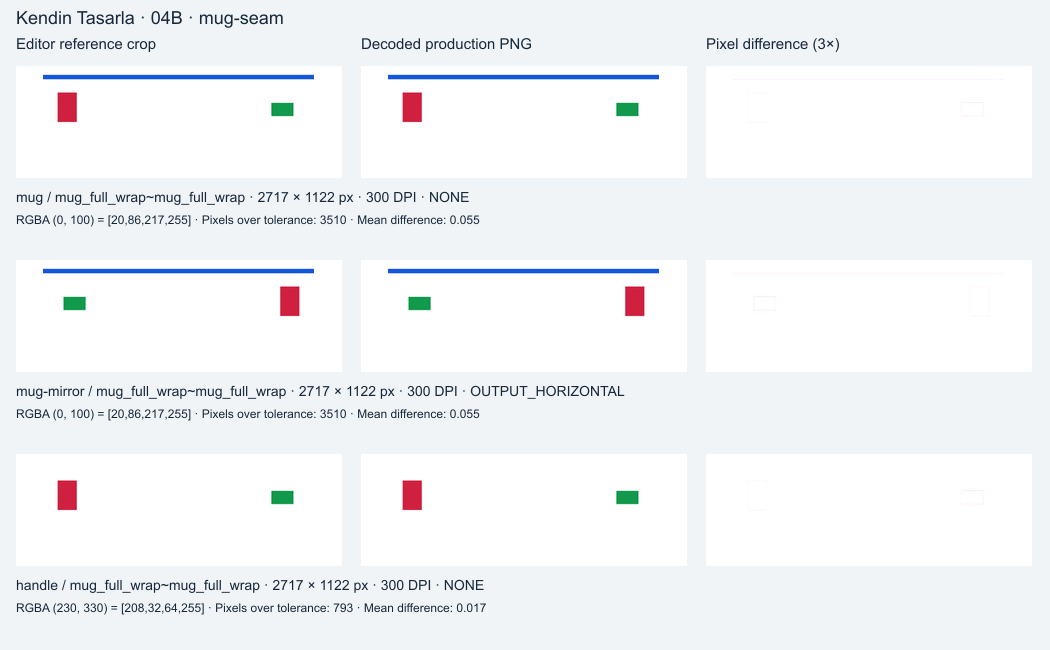 Kendin Tasarla · 04B · mug-seam
Editor reference crop
Decoded production PNG
Pixel difference (3×)
mug / mug_full_wrap~mug_full_wrap · 2717 × 1122 px · 300 DPI · NONE
RGBA (0, 100) = [20,86,217,255] · Pixels over tolerance: 3510 · Mean difference: 0.055
mug-mirror / mug_full_wrap~mug_full_wrap · 2717 × 1122 px · 300 DPI · OUTPUT_HORIZONTAL
RGBA (0, 100) = [20,86,217,255] · Pixels over tolerance: 3510 · Mean difference: 0.055
handle / mug_full_wrap~mug_full_wrap · 2717 × 1122 px · 300 DPI · NONE
RGBA (230, 330) = [208,32,64,255] · Pixels over tolerance: 793 · Mean difference: 0.017